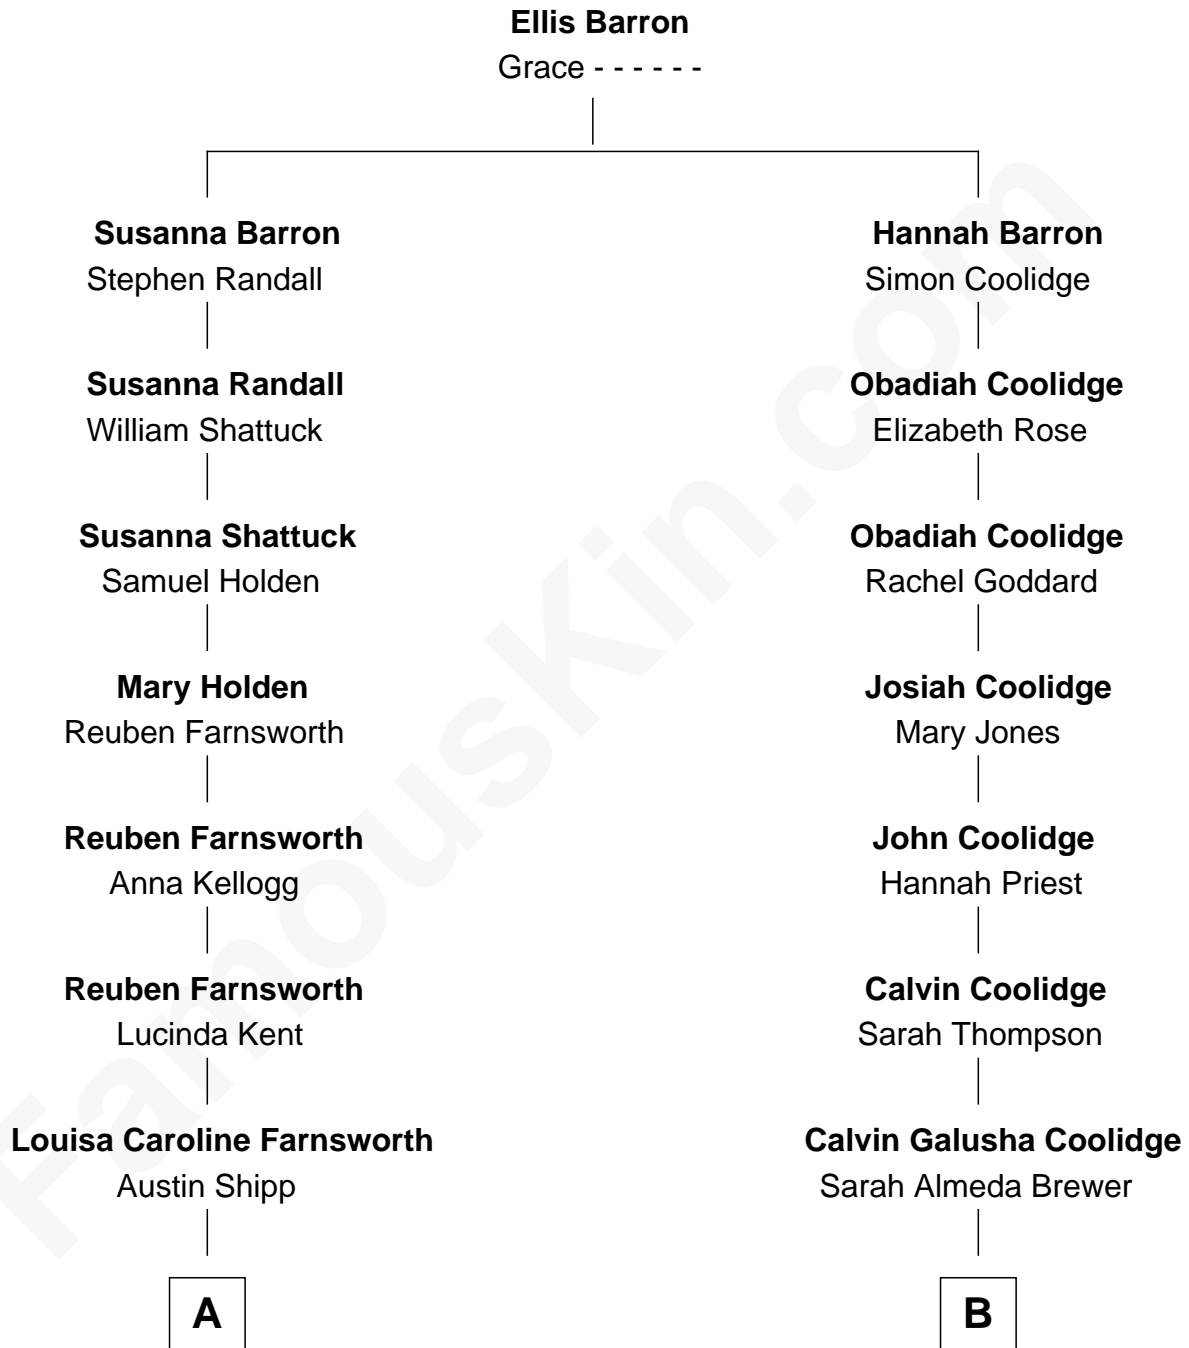 Ellis Barron
Grace - - - - - -
Susanna Barron
Stephen Randall
Hannah Barron
Simon Coolidge
Susanna Randall
William Shattuck
Obadiah Coolidge
Elizabeth Rose
Susanna Shattuck
Samuel Holden
Obadiah Coolidge
Rachel Goddard
Mary Holden
Reuben Farnsworth
Josiah Coolidge
Mary Jones
Reuben Farnsworth
Anna Kellogg
John Coolidge
Hannah Priest
Reuben Farnsworth
Lucinda Kent
Calvin Coolidge
Sarah Thompson
Louisa Caroline Farnsworth
Austin Shipp
Calvin Galusha Coolidge
Sarah Almeda Brewer
A
B
FamousKin.com